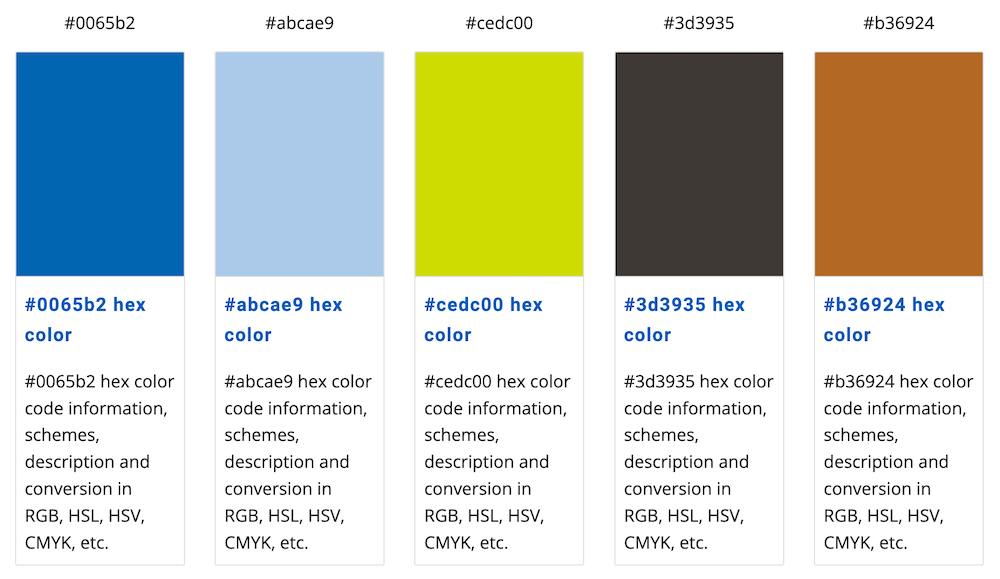 #0065b2
#abcae9
#cedc00
#3d3935
#b36924
#0065b2 hex
color
#0065b2 hex color
code information,
schemes,
description and
conversion in
RGB, HSL, HSV,
CMYK, etc.
#abcae9 hex
color
#abcae9 hex color
code information,
schemes,
description and
conversion in
RGB, HSL, HSV,
CMYK, etc.
#cedc00 hex
color
#cedc00 hex color
code information,
schemes,
description and
conversion in
RGB, HSL, HSV,
CMYK, etc.
#3d3935 hex
color
#3d3935 hex color
code information,
schemes,
description and
conversion in
RGB, HSL, HSV,
CMYK, etc.
#b36924 hex
color
#b36924 hex color
code information,
schemes,
description and
conversion in
RGB, HSL, HSV,
CMYK, etc.